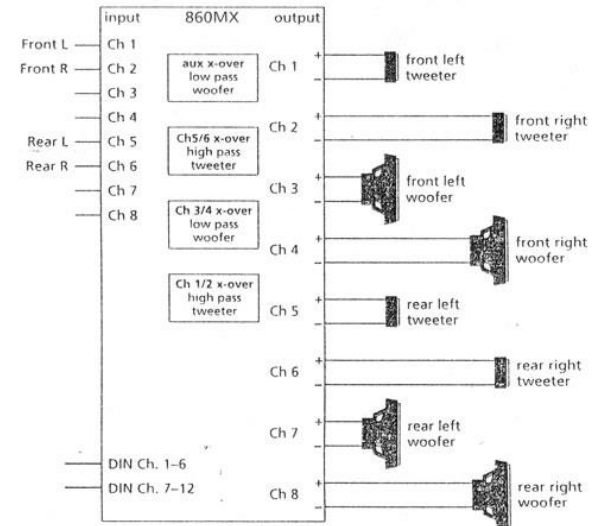 input 860MX output
Front L Ch 1
Front R Ch 2
Ch 3
Ch 4
Rear L Ch 5
Rear R Ch 6
Ch 7
Ch 8
DIN Ch. 1–6
DIN Ch. 7–12
aux x-over
low pass
woofer
Ch5/6 x-over
high pass
tweeter
Ch 3/4 x-over
low pass
woofer
Ch 1/2 x-over
high pass
tweeter
Ch 1 + − front left
tweeter
Ch 2 + − front right
tweeter
Ch 3 + − front left
woofer
Ch 4 + − front right
woofer
Ch 5 + − rear left
tweeter
Ch 6 + − rear right
tweeter
Ch 7 + − rear left
woofer
Ch 8 + − rear right
woofer